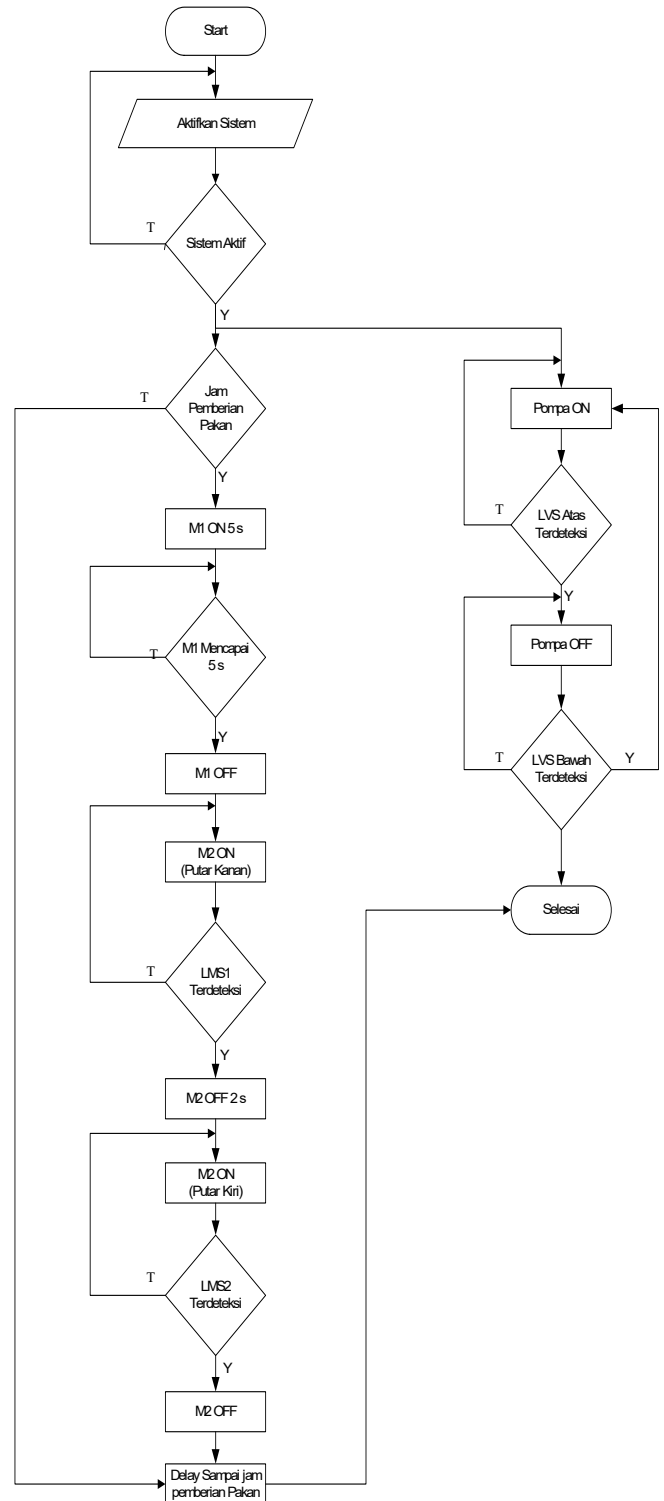 Start
Aktifkan Sistem
T
Sistem Aktif
Y
Jam
Pemberian
Pakan
T
Y
M1 ON 5 s
M1 Mencapai
5 s
T
Y
M1 OFF
M2 ON
(Putar Kanan)
LMS1
Terdeteksi
T
Y
M2 OFF 2 s
M2 ON
(Putar Kiri)
LMS2
Terdeteksi
T
Y
M2 OFF
Delay Sampai jam
pemberian Pakan
Pompa ON
LVS Atas
Terdeteksi
T
Y
Pompa OFF
LVS Bawah
Terdeteksi
T
Y
Selesai